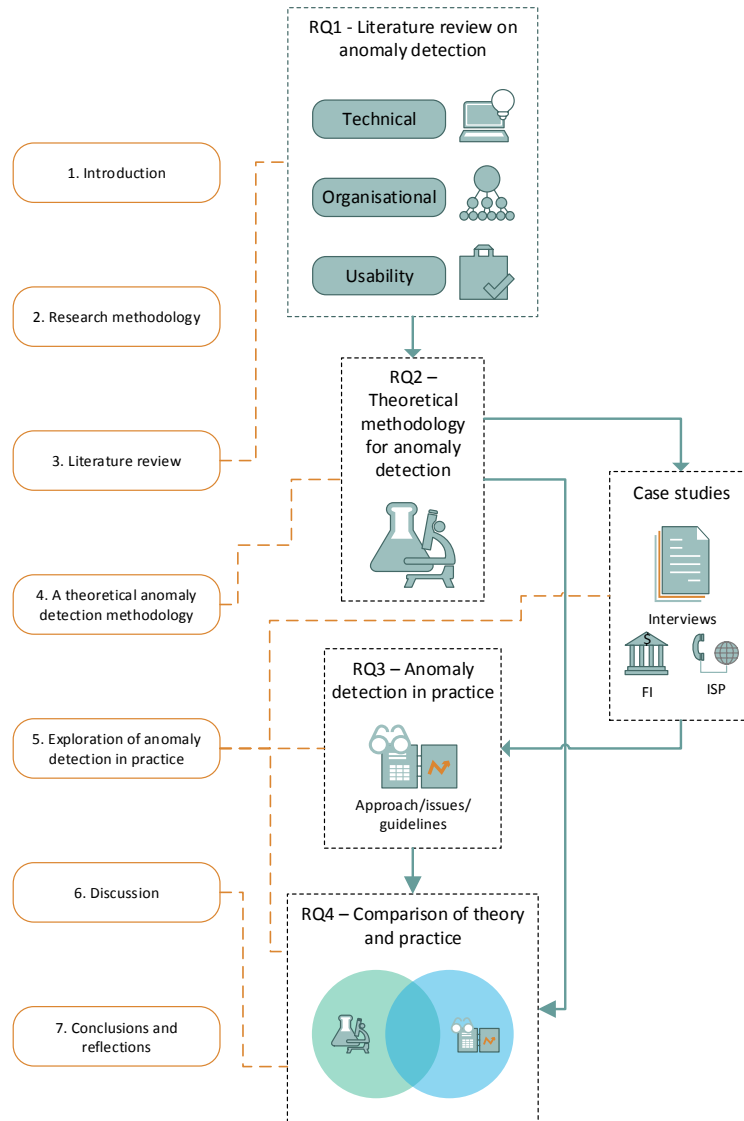 RQ1 - Literature review on
anomaly detection
Technical
Organisational
Usability
1. Introduction
2. Research methodology
3. Literature review
4. A theoretical anomaly
detection methodology
5. Exploration of anomaly
detection in practice
6. Discussion
7. Conclusions and
reflections
RQ2 –
Theoretical
methodology
for anomaly
detection
Case studies
Interviews
$
FI
ISP
RQ3 – Anomaly
detection in practice
Approach/issues/
guidelines
RQ4 – Comparison of theory
and practice